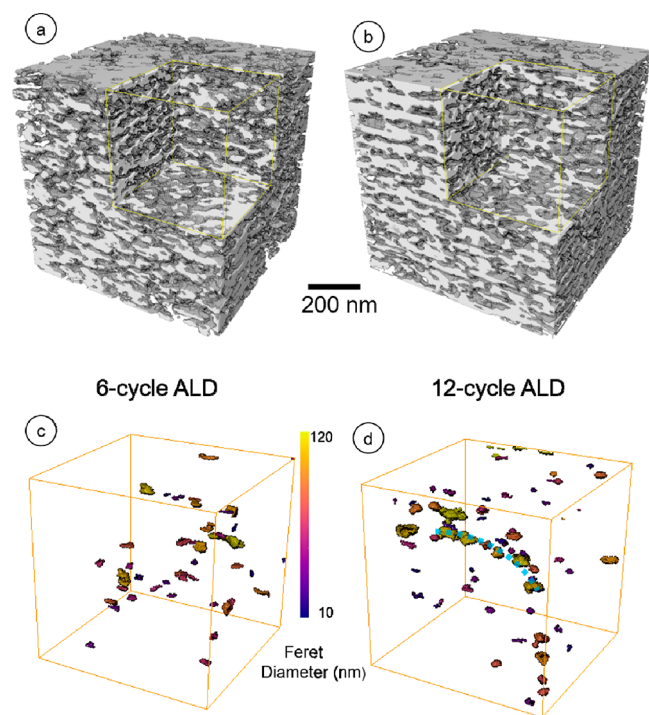 a
b
200 nm
6-cycle ALD
12-cycle ALD
c
d
120
10
Feret
Diameter (nm)